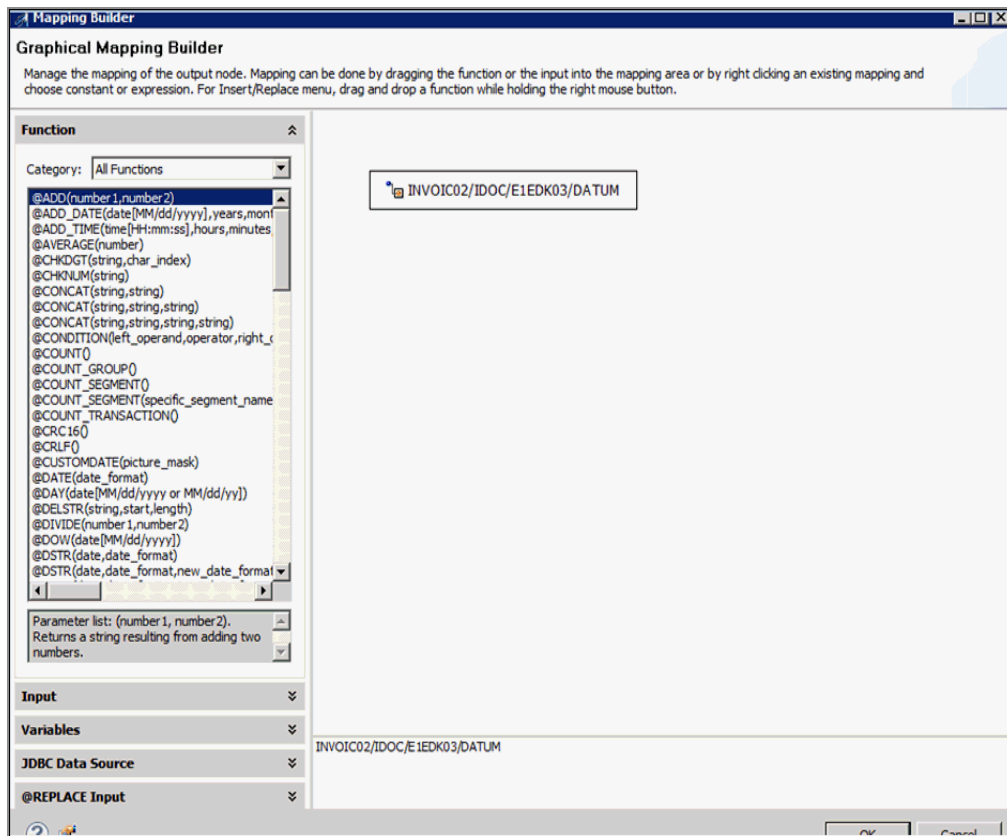 Mapping Builder
Graphical Mapping Builder
Manage the mapping of the output node. Mapping can be done by dragging the function or the input into the mapping area or by right clicking an existing mapping and
choose constant or expression. For Insert/Replace menu, drag and drop a function while holding the right mouse button.
Function
Category: All Functions
@ADD(number1,number2)
@ADD_DATE(date[MM/dd/yyyy],years,mont
@ADD_TIME(time[HH:mm:ss],hours,minutes,
@AVERAGE(number)
@CHKDGT(string,char_index)
@CHKNUM(string)
@CONCAT(string,string)
@CONCAT(string,string,string)
@CONCAT(string,string,string,string)
@CONDITION(left_operand,operator,right_o
@COUNT()
@COUNT_GROUP()
@COUNT_SEGMENT()
@COUNT_SEGMENT(specific_segment_name
@COUNT_TRANSACTION()
@CRC16()
@CRLF()
@CUSTOMDATE(picture_mask)
@DATE(date_format)
@DAY(date[MM/dd/yyyy or MM/dd/yy])
@DELSTR(string,start,length)
@DIVIDE(number1,number2)
@DOW(date[MM/dd/yyyy])
@DSTR(date,date_format)
@DSTR(date,date_format,new_date_format
Parameter list: (number1, number2).
Returns a string resulting from adding two
numbers.
Input
Variables
JDBC Data Source
@REPLACE Input
INVOIC02/IDOC/E1EDK03/DATUM
INVOIC02/IDOC/E1EDK03/DATUM
OK
Cancel